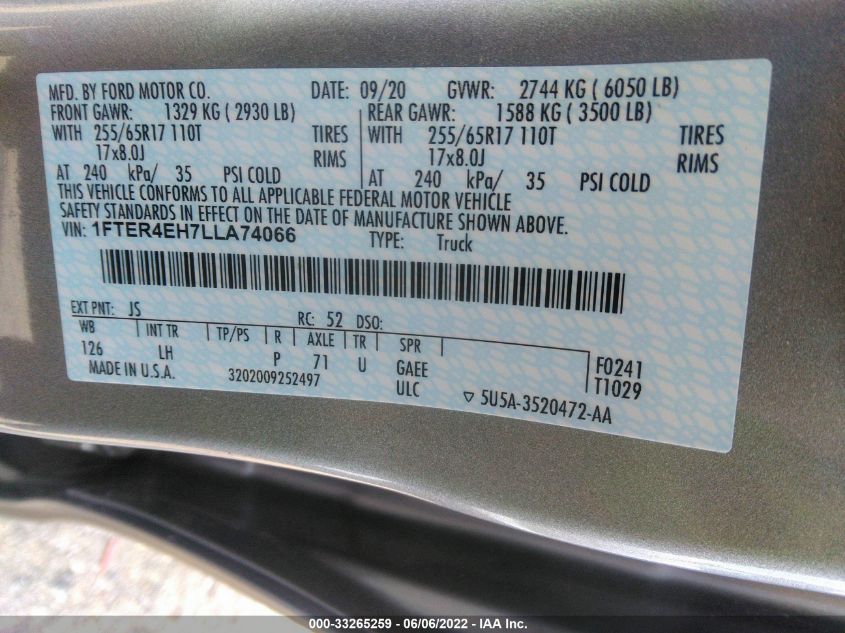 MFD. BY FORD MOTOR CO. DATE: 09/20 GVWR: 2744 KG ( 6050 LB)
FRONT GAWR: 1329 KG ( 2930 LB) REAR GAWR: 1588 KG ( 3500 LB)
WITH 255/65R17 110T TIRES WITH 255/65R17 110T TIRES
17x8.0J RIMS 17x8.0J RIMS
AT 240 kPa/ 35 PSI COLD AT 240 kPa/ 35 PSI COLD
THIS VEHICLE CONFORMS TO ALL APPLICABLE FEDERAL MOTOR VEHICLE
SAFETY STANDARDS IN EFFECT ON THE DATE OF MANUFACTURE SHOWN ABOVE.
VIN: 1FTER4EH7LLA74066 TYPE: Truck
EXT PNT: JS RC: 52 DSO:
WB INT TR TP/PS R AXLE TR SPR
126 LH P 71 U GAEE F0241
MADE IN U.S.A. 3202009252497 ULC ▽ 5U5A-3520472-AA T1029
000-33265259 - 06/06/2022 - IAA Inc.